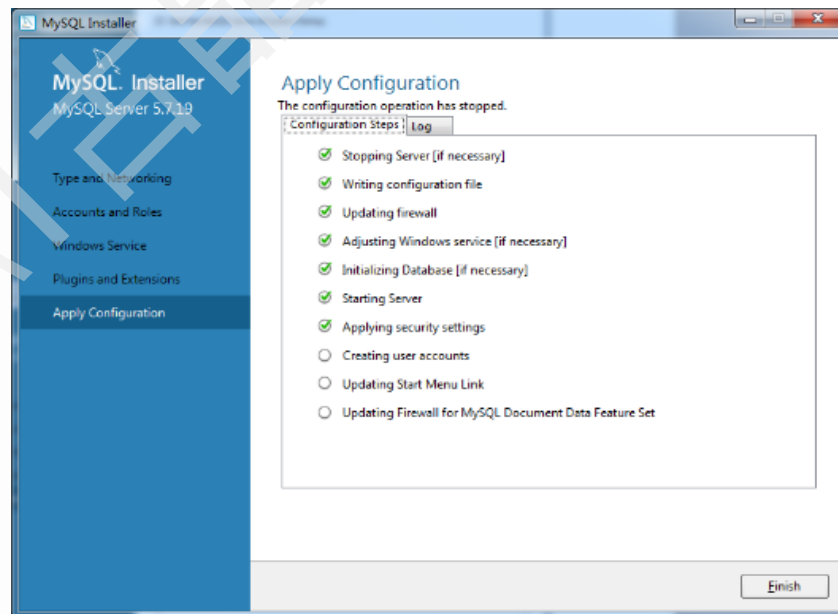 MySQL Installer
MySQL. Installer
MySQL Server 5.7.19
Type and Networking
Accounts and Roles
Windows Service
Plugins and Extensions
Apply Configuration
Apply Configuration
The configuration operation has stopped.
Configuration Steps
Log
Stopping Server [if necessary]
Writing configuration file
Updating firewall
Adjusting Windows service [if necessary]
Initializing Database [if necessary]
Starting Server
Applying security settings
Creating user accounts
Updating Start Menu Link
Updating Firewall for MySQL Document Data Feature Set
Finish